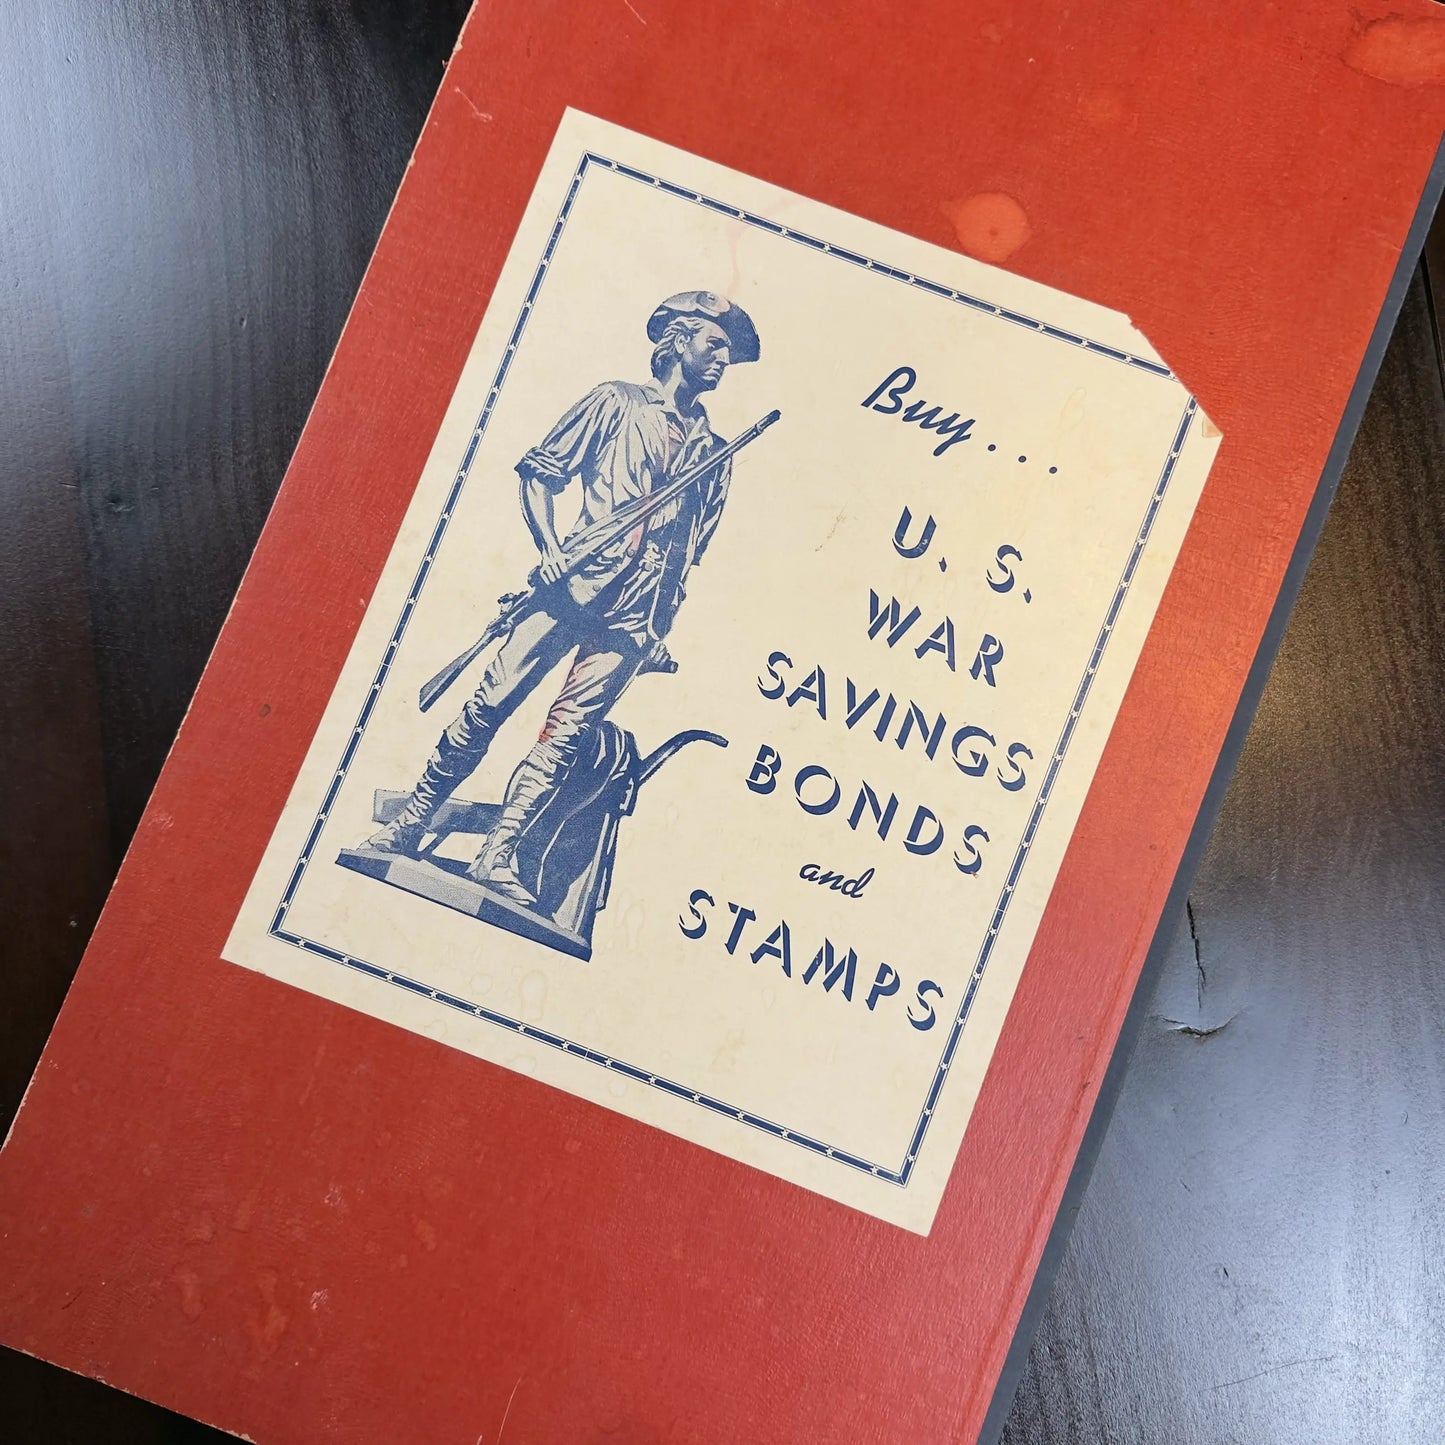 Buy...
U. S.
WAR
SAVINGS
BONDS
and
STAMPS